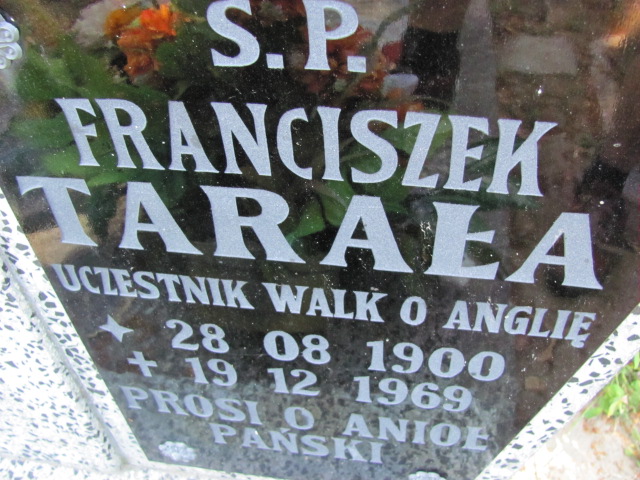 S.P.
FRANCISZEK
TARAŁA
UCZESTNIK WALK O ANGLIĘ
28 08 1900
+ 19 12 1969
PROSI O ANIOŁ
PAŃSKI